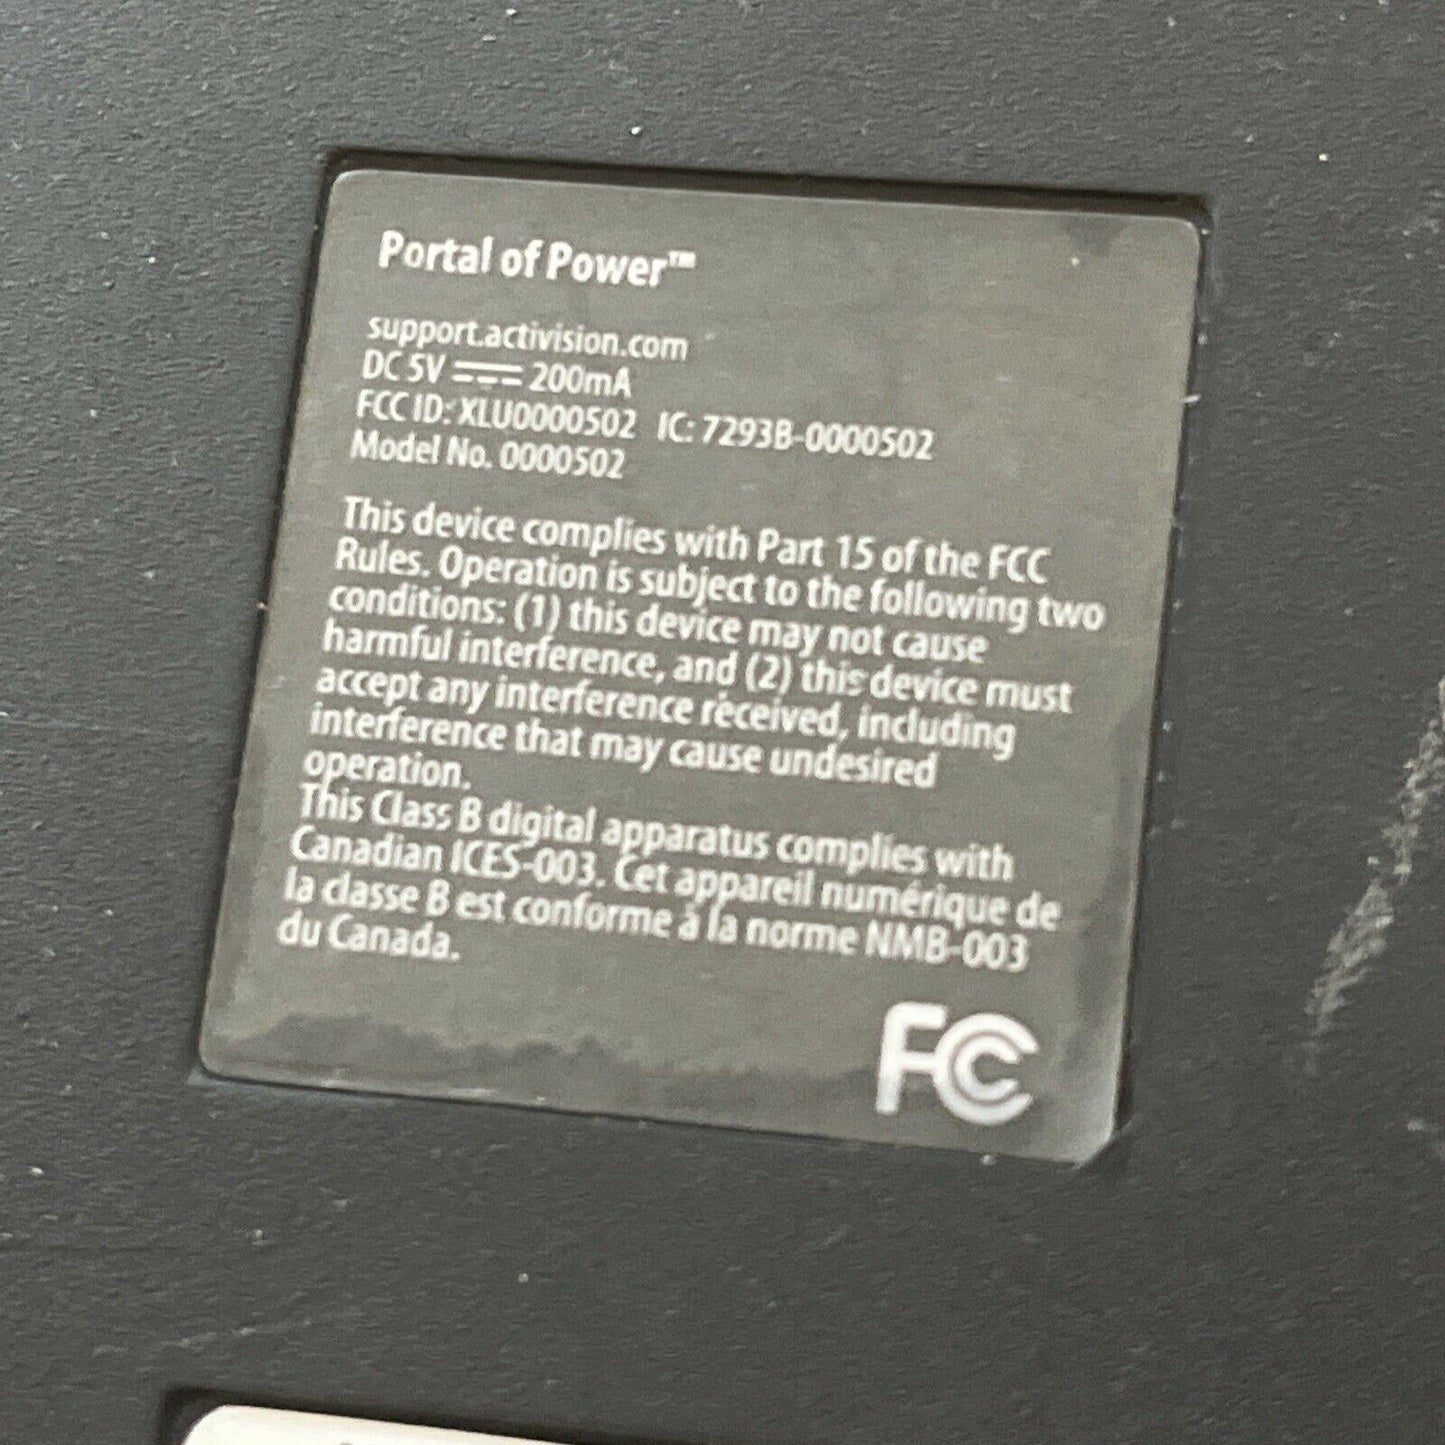 Portal of Power™
support.activision.com
DC 5V ⎓ 200mA
FCC ID: XLU0000502 IC: 7293B-0000502
Model No. 0000502
This device complies with Part 15 of the FCC
Rules. Operation is subject to the following two
conditions: (1) this device may not cause
harmful interference, and (2) this device must
accept any interference received, including
interference that may cause undesired
operation.
This Class B digital apparatus complies with
Canadian ICES-003. Cet appareil numérique de
la classe B est conforme à la norme NMB-003
du Canada.
FC